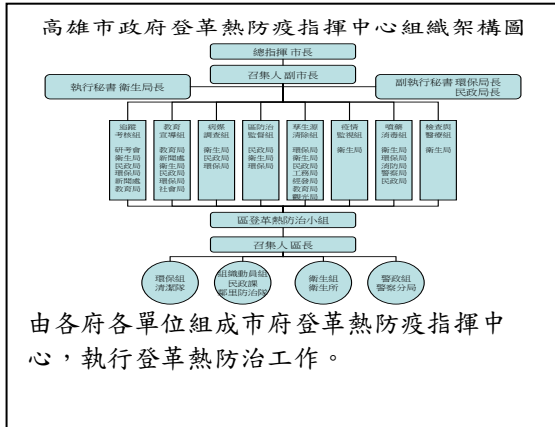 高雄市政府登革熱防疫指揮中心組織架構圖
總指揮 市長
召集人 副市長
執行秘書 衛生局長
副執行秘書 環保局長
民政局長
追蹤
考核組
研考會
衛生局
民政局
環保局
新聞處
教育局
教育
宣導組
教育局
新聞處
衛生局
民政局
環保局
社會局
病媒
調查組
衛生局
民政局
環保局
區防治
監督組
民政局
衛生局
環保局
孳生源
清除組
環保局
衛生局
民政局
工務局
經發局
教育局
觀光局
疫情
監視組
衛生局
噴藥
消毒組
衛生局
環保局
消防局
警察局
民政局
檢查與
醫療組
衛生局
區登革熱防治小組
召集人 區長
環保組
清潔隊
組織動員組
民政課
鄰里防治隊
衛生組
衛生所
警政組
警察分局
由各府各單位組成市府登革熱防疫指揮中
心，執行登革熱防治工作。